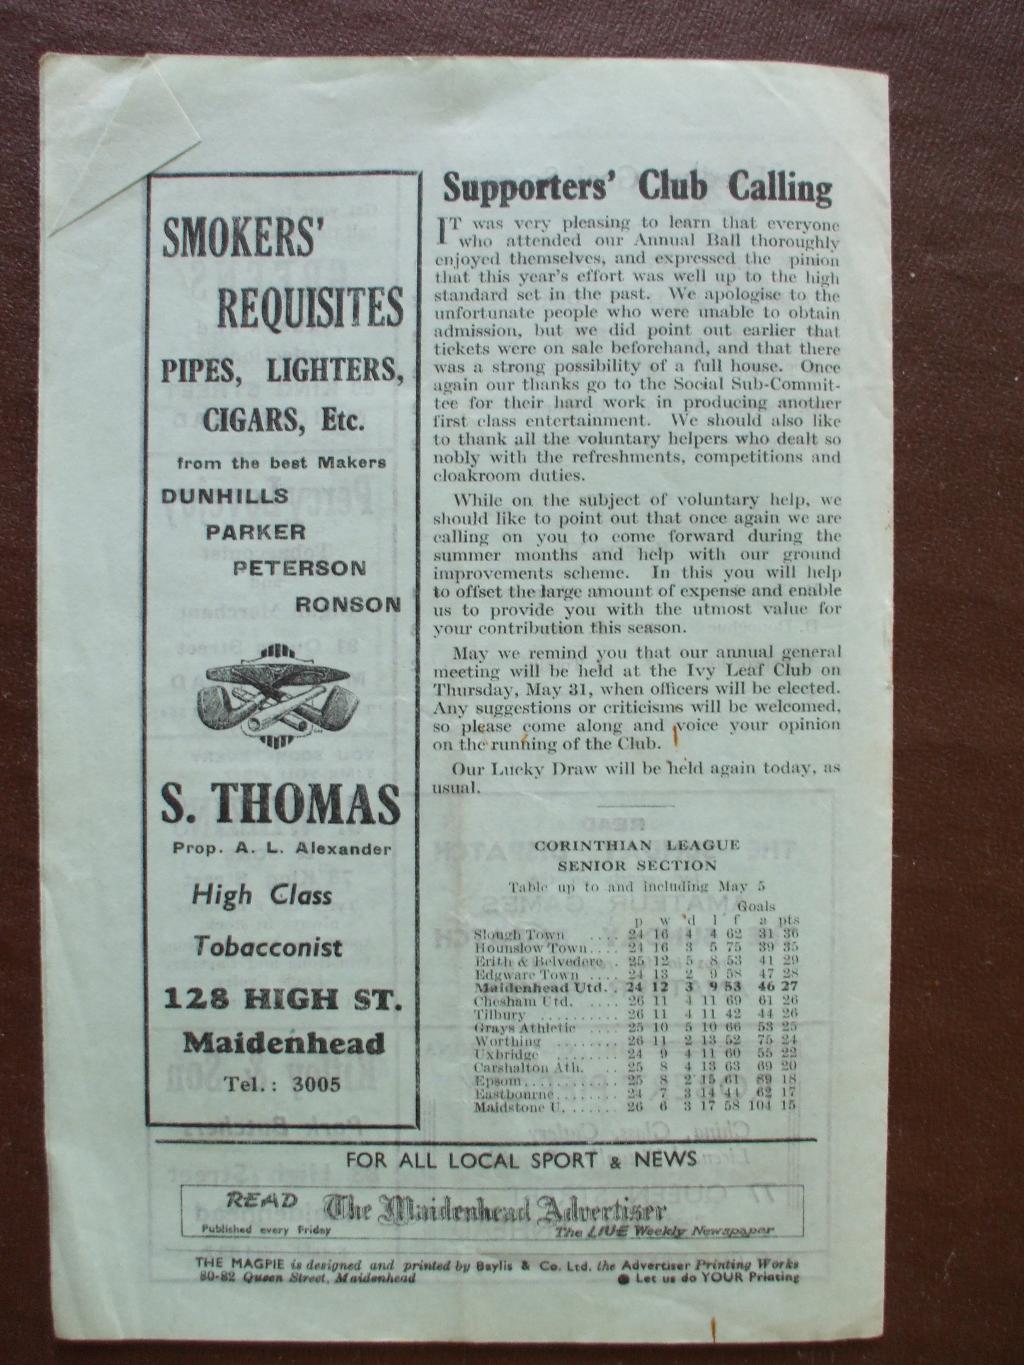 SMOKERS'
REQUISITES
PIPES, LIGHTERS,
CIGARS, Etc.
from the best Makers
DUNHILLS
PARKER
PETERSON
RONSON
S. THOMAS
Prop. A. L. Alexander
High Class
Tobacconist
128 HIGH ST.
Maidenhead
Tel.: 3005
Supporters' Club Calling
IT was very pleasing to learn that everyone
who attended our Annual Ball thoroughly
enjoyed themselves, and expressed the pinion
that this year's effort was well up to the high
standard set in the past. We apologise to the
unfortunate people who were unable to obtain
admission, but we did point out earlier that
tickets were on sale beforehand, and that there
was a strong possibility of a full house. Once
again our thanks go to the Social Sub-Commit-
tee for their hard work in producing another
first class entertainment. We should also like
to thank all the voluntary helpers who dealt so
nobly with the refreshments, competitions and
cloakroom duties.
While on the subject of voluntary help, we
should like to point out that once again we are
calling on you to come forward during the
summer months and help with our ground
improvements scheme. In this you will help
to offset the large amount of expense and enable
us to provide you with the utmost value for
your contribution this season.
May we remind you that our annual general
meeting will be held at the Ivy Leaf Club on
Thursday, May 31, when officers will be elected.
Any suggestions or criticisms will be welcomed,
so please come along and voice your opinion
on the running of the Club.
Our Lucky Draw will be held again today, as
usual.
CORINTHIAN LEAGUE
SENIOR SECTION
Table up to and including May 5
Goals
p w d l f a pts
Slough Town .... 24 16 4 4 62 31 36
Hounslow Town.... 24 16 3 5 75 39 35
Erith & Belvedere .. 25 12 5 8 53 41 29
Edgware Town .... 24 13 2 9 58 47 28
Maidenhead Utd. . 24 12 3 9 53 46 27
Chesham Utd. .... 26 11 4 11 69 61 26
Tilbury ........ 26 11 4 11 42 44 26
Grays Athletic .... 25 10 5 10 66 53 25
Worthing ........ 26 11 2 13 52 75 24
Uxbridge ........ 24 9 4 11 60 55 22
Carshalton Ath. .... 25 8 4 13 63 69 20
Epsom............ 25 8 2 15 61 89 18
Eastbourne ...... 24 7 3 14 44 62 17
Maidstone U. ...... 26 6 3 17 58 104 15
FOR ALL LOCAL SPORT & NEWS
READ The Maidenhead Advertiser
Published every Friday The LIVE Weekly Newspaper
THE MAGPIE is designed and printed by Baylis & Co. Ltd. the Advertiser Printing Works
80-82 Queen Street, Maidenhead ● Let us do YOUR Printing